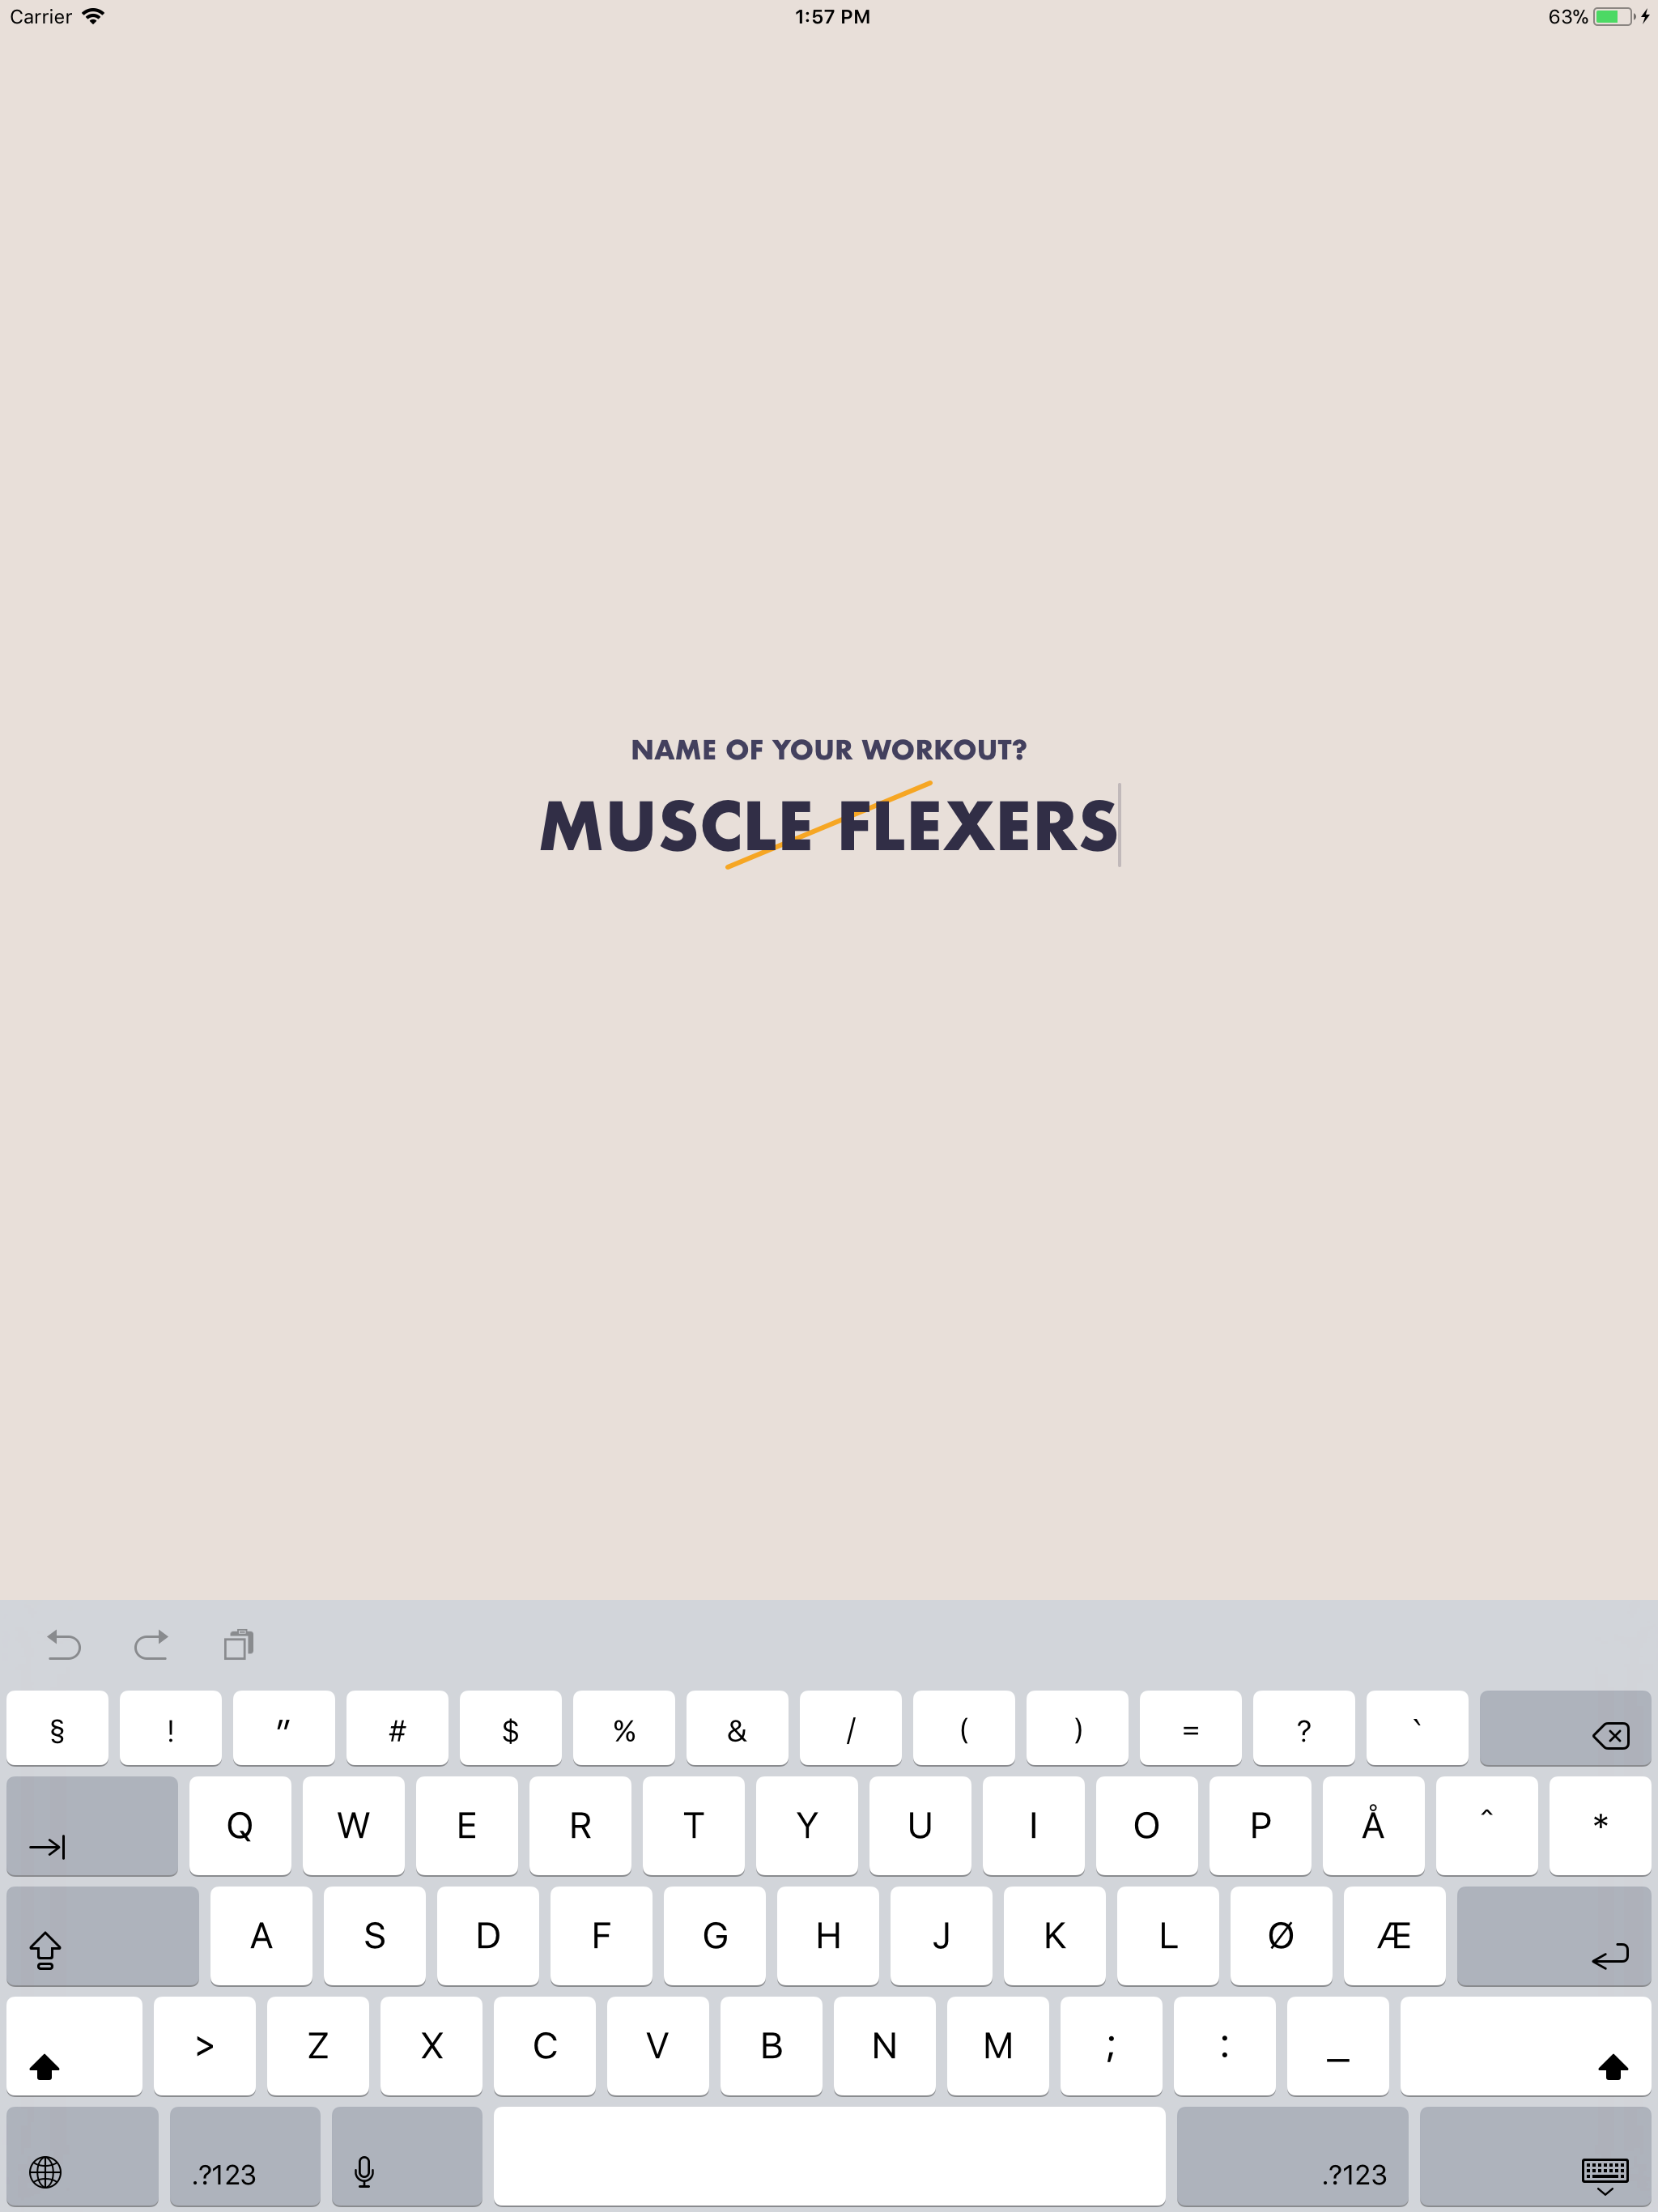 Carrier 1:57 PM 63%
NAME OF YOUR WORKOUT?
MUSCLE FLEXERS
§ ! " # $ % & / ( ) = ? `
Q W E R T Y U I O P Å ^ *
A S D F G H J K L Ø Æ
> Z X C V B N M ; : _
.?123 .?123